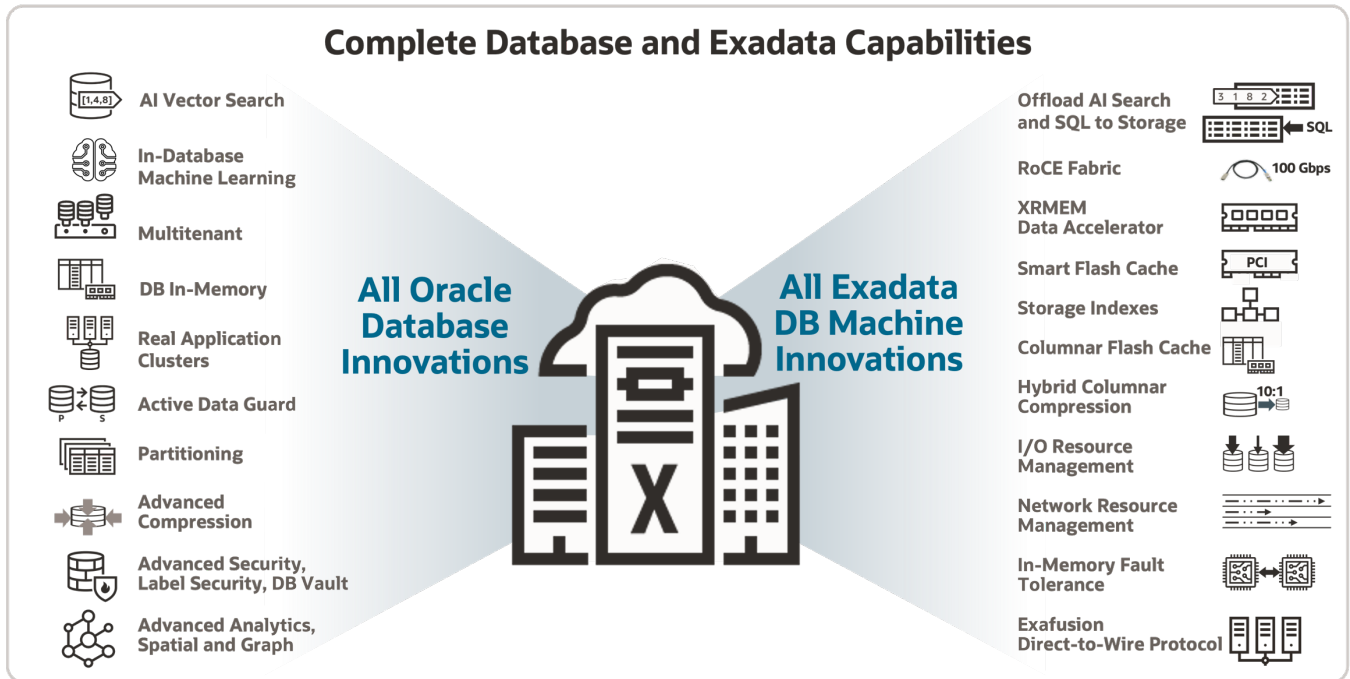 Complete Database and Exadata Capabilities
[1,4,8]
AI Vector Search
In-Database
Machine Learning
Multitenant
DB In-Memory
Real Application
Clusters
P S
Active Data Guard
Partitioning
Advanced
Compression
Advanced Security,
Label Security, DB Vault
Advanced Analytics,
Spatial and Graph
All Oracle
Database
Innovations
X
All Exadata
DB Machine
Innovations
Offload AI Search
and SQL to Storage
3 1 8 2
SQL
RoCE Fabric
100 Gbps
XRMEM
Data Accelerator
Smart Flash Cache
PCI
Storage Indexes
Columnar Flash Cache
Hybrid Columnar
Compression
10:1
I/O Resource
Management
Network Resource
Management
In-Memory Fault
Tolerance
Exafusion
Direct-to-Wire Protocol